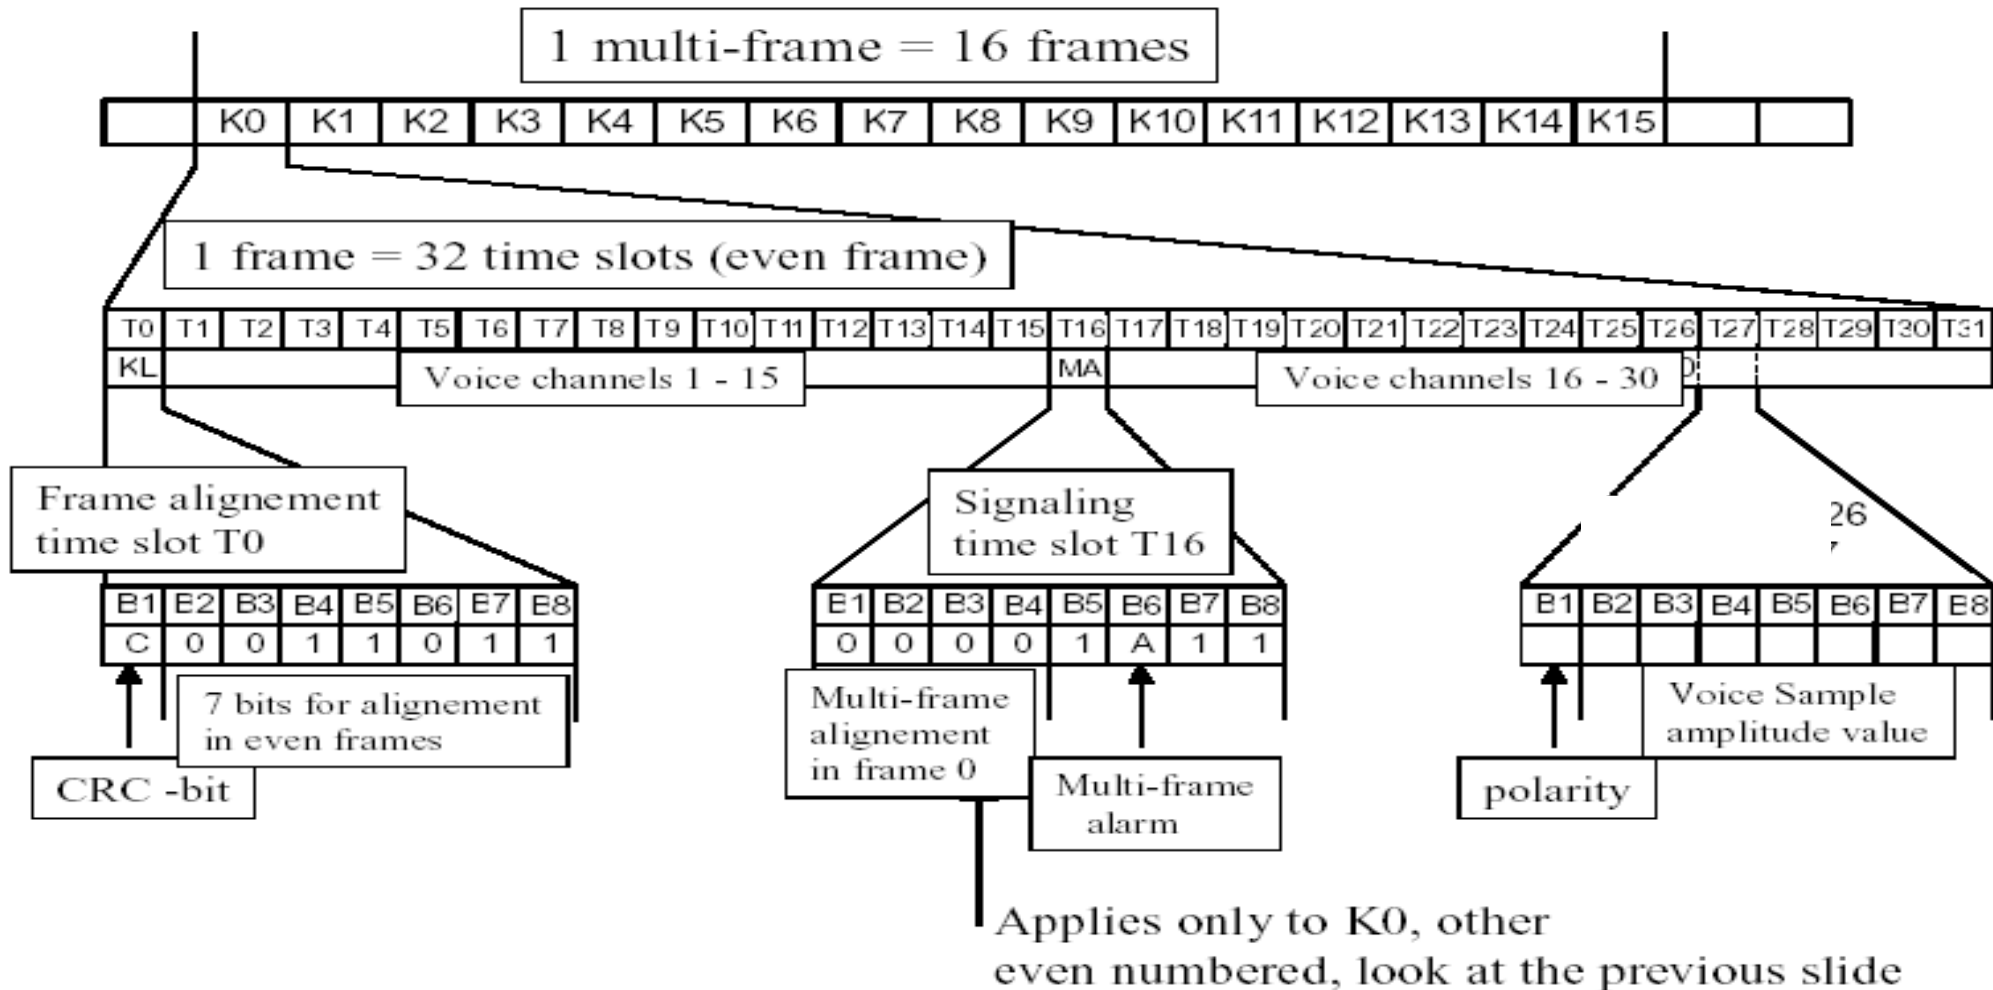 1 multi-frame = 16 frames
K0 K1 K2 K3 K4 K5 K6 K7 K8 K9 K10 K11 K12 K13 K14 K15
1 frame = 32 time slots (even frame)
T0 T1 T2 T3 T4 T5 T6 T7 T8 T9 T10 T11 T12 T13 T14 T15 T16 T17 T18 T19 T20 T21 T22 T23 T24 T25 T26 T27 T28 T29 T30 T31
KL
Voice channels 1 - 15
MA
Voice channels 16 - 30
Frame alignement
time slot T0
Signaling
time slot T16
26
B1 B2 B3 B4 B5 B6 B7 B8
C 0 0 1 1 0 1 1
B1 B2 B3 B4 B5 B6 B7 B8
0 0 0 0 1 A 1 1
B1 B2 B3 B4 B5 B6 B7 B8
7 bits for alignement
in even frames
CRC -bit
Multi-frame
alignement
in frame 0
Multi-frame
alarm
Voice Sample
amplitude value
polarity
Applies only to K0, other
even numbered, look at the previous slide